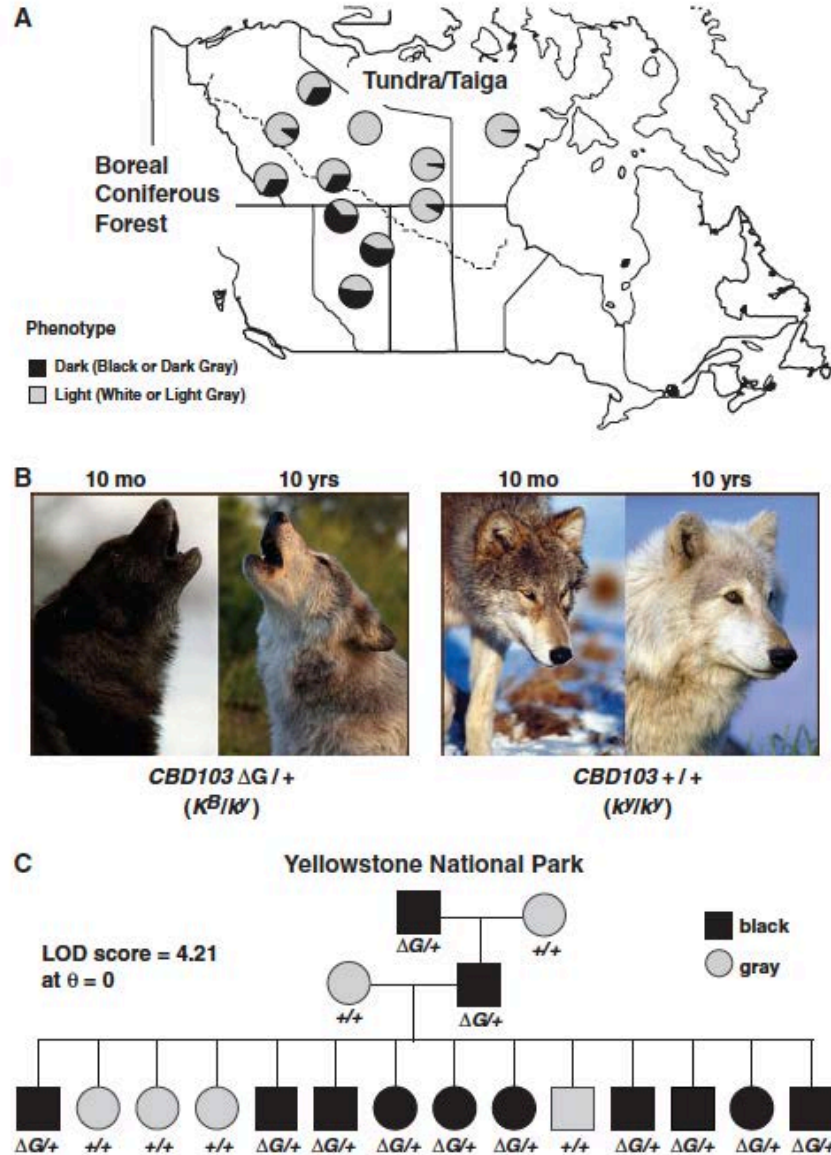 A
Tundra/Taiga
Boreal
Coniferous
Forest
Phenotype
Dark (Black or Dark Gray)
Light (White or Light Gray)
B
10 mo 10 yrs 10 mo 10 yrs
CBD103 ΔG / + CBD103 + / +
(K^B/k^y) (k^y/k^y)
C
Yellowstone National Park
LOD score = 4.21
at θ = 0
black
gray
ΔG/+ +/+
+/+ ΔG/+
ΔG/+ +/+ +/+ +/+ ΔG/+ ΔG/+ ΔG/+ ΔG/+ ΔG/+ +/+ ΔG/+ ΔG/+ ΔG/+ ΔG/+